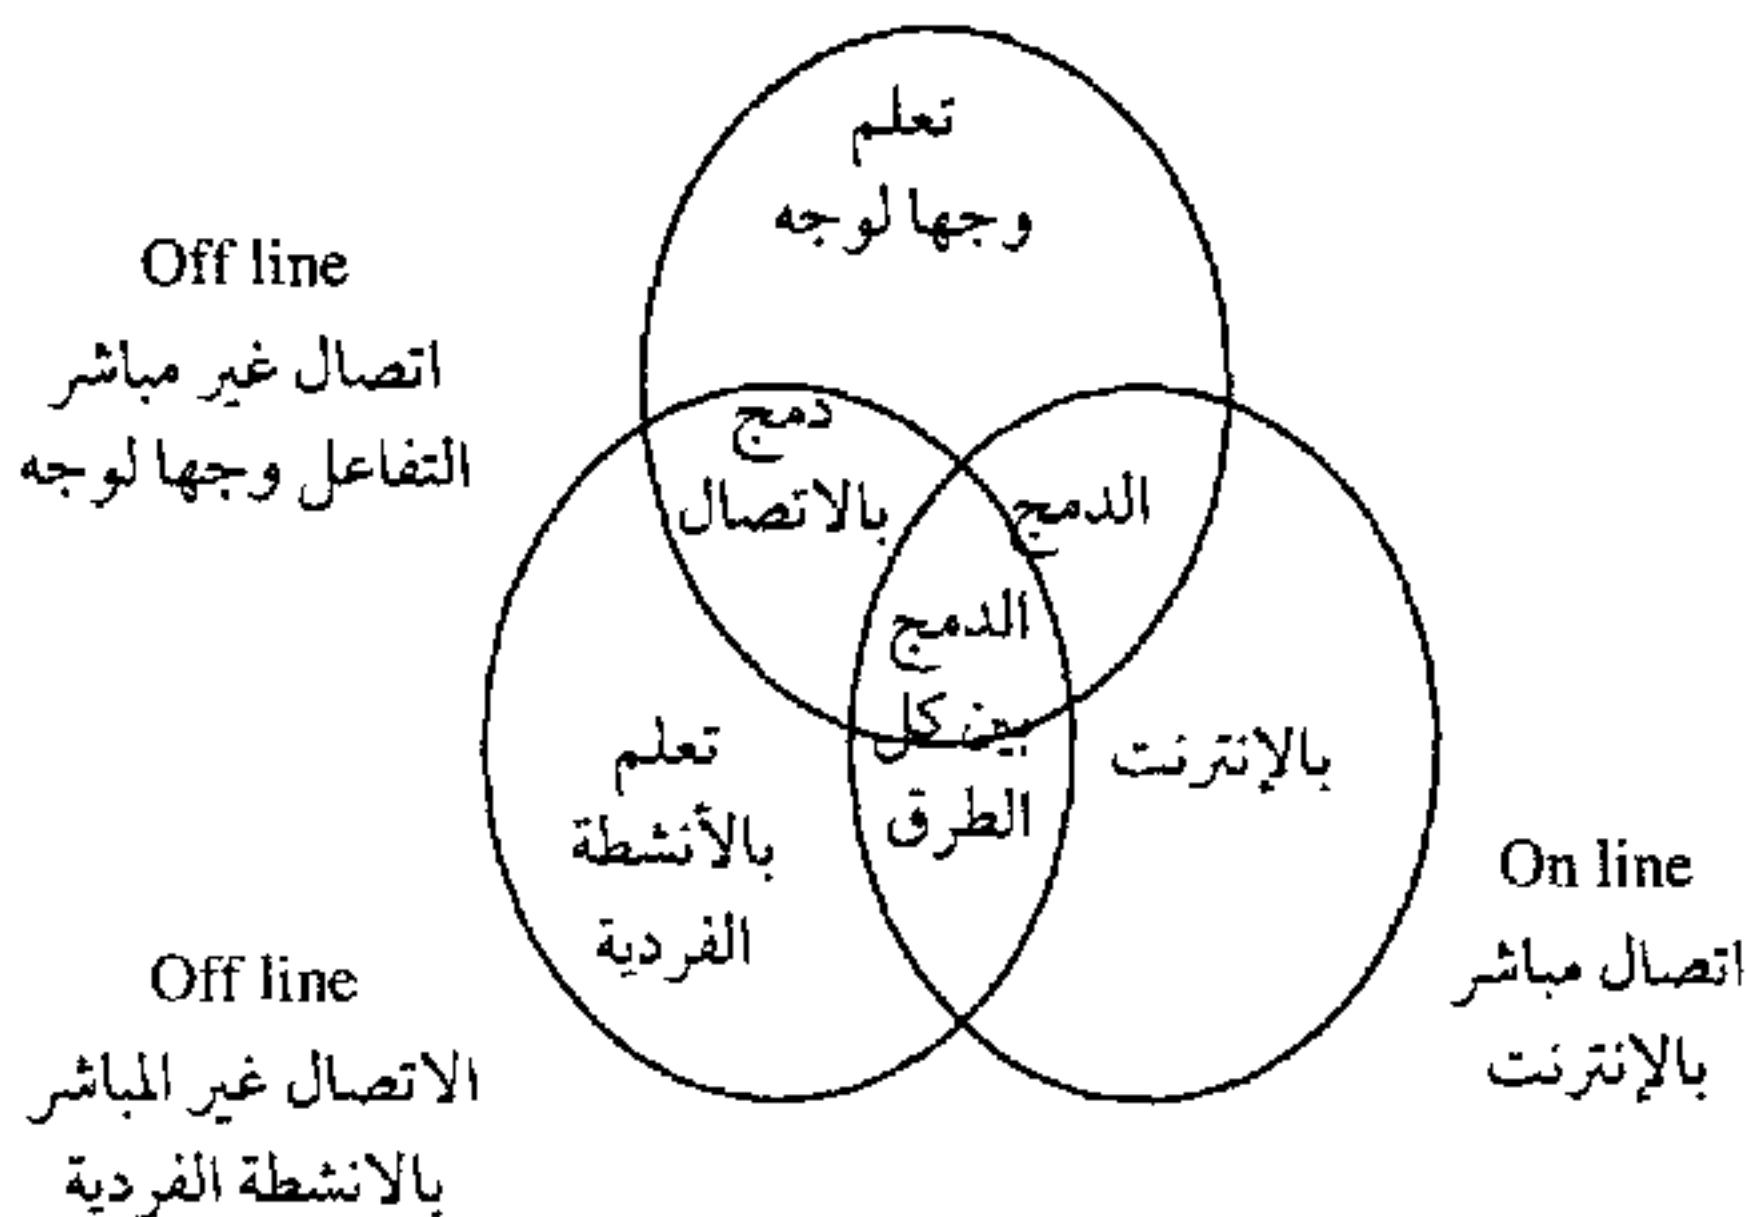 تعلم
وجها لوجه
Off line
اتصال غير مباشر
التفاعل وجها لوجه
دمج
بالاتصال
الدمج
الدمج
بين كل
الطرق
تعلم
بالأنشطة
الفردية
بالإنترنت
On line
اتصال مباشر
بالإنترنت
Off line
الاتصال غير المباشر
بالانشطة الفردية